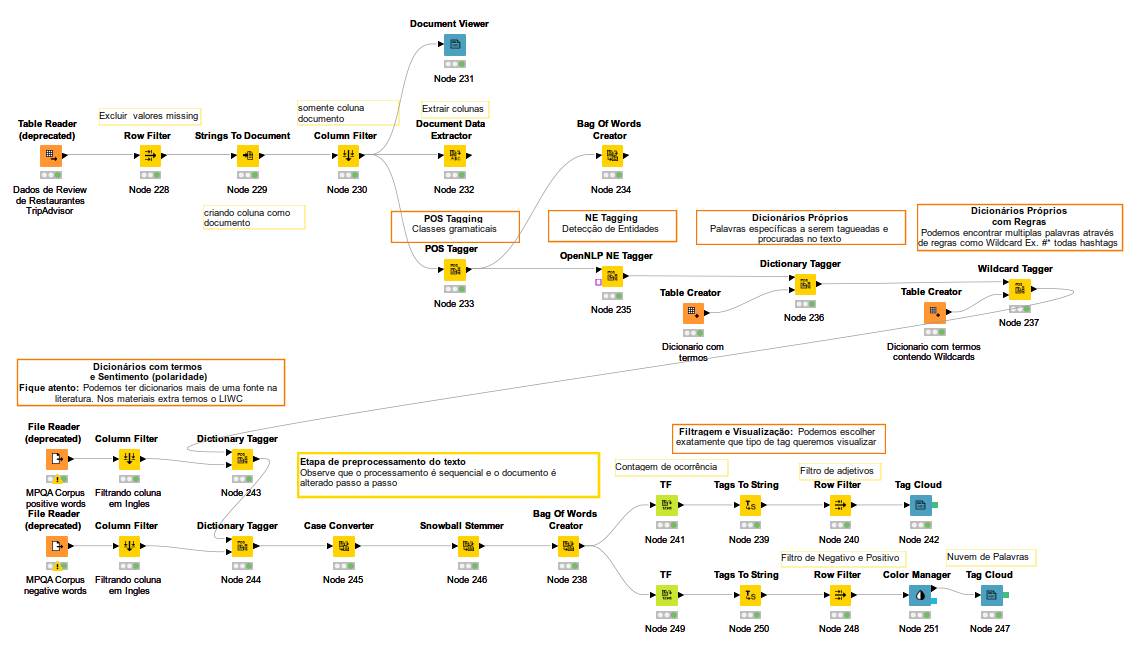 Document Viewer
Node 231
Excluir valores missing
somente coluna
documento
Extrair colunas
Table Reader
(deprecated)
Row Filter
Strings To Document
Column Filter
Document Data
Extractor
Bag Of Words
Creator
Dados de Review
de Restaurantes
TripAdvisor
Node 228
Node 229
Node 230
Node 232
Node 234
criando coluna como
documento
POS Tagging
Classes gramaticais
NE Tagging
Detecção de Entidades
Dicionários Próprios
Palavras específicas a serem tagueadas e
procuradas no texto
Dicionários Próprios
com Regras
Podemos encontrar multiplas palavras através
de regras como Wildcard Ex. #* todas hashtags
POS Tagger
Node 233
OpenNLP NE Tagger
Node 235
Table Creator
Dicionario com
termos
Dictionary Tagger
Node 236
Table Creator
Dicionario com termos
contendo Wildcards
Wildcard Tagger
Node 237
Dicionários com termos
e Sentimento (polaridade)
Fique atento: Podemos ter dicionarios mais de uma fonte na
literatura. Nos materiais extra temos o LIWC
File Reader
(deprecated)
Column Filter
Dictionary Tagger
MPQA Corpus
positive words
Filtrando coluna
em Ingles
Node 243
Etapa de preprocessamento do texto
Observe que o processamento é sequencial e o documento é
alterado passo a passo
Filtragem e Visualização: Podemos escolher
exatamente que tipo de tag queremos visualizar
Contagem de ocorrência
Filtro de adjetivos
TF
Tags To String
Row Filter
Tag Cloud
Node 241
Node 239
Node 240
Node 242
File Reader
(deprecated)
Column Filter
Dictionary Tagger
Case Converter
Snowball Stemmer
Bag Of Words
Creator
MPQA Corpus
negative words
Filtrando coluna
em Ingles
Node 244
Node 245
Node 246
Node 238
Filtro de Negativo e Positivo
Nuvem de Palavras
TF
Tags To String
Row Filter
Color Manager
Tag Cloud
Node 249
Node 250
Node 248
Node 251
Node 247